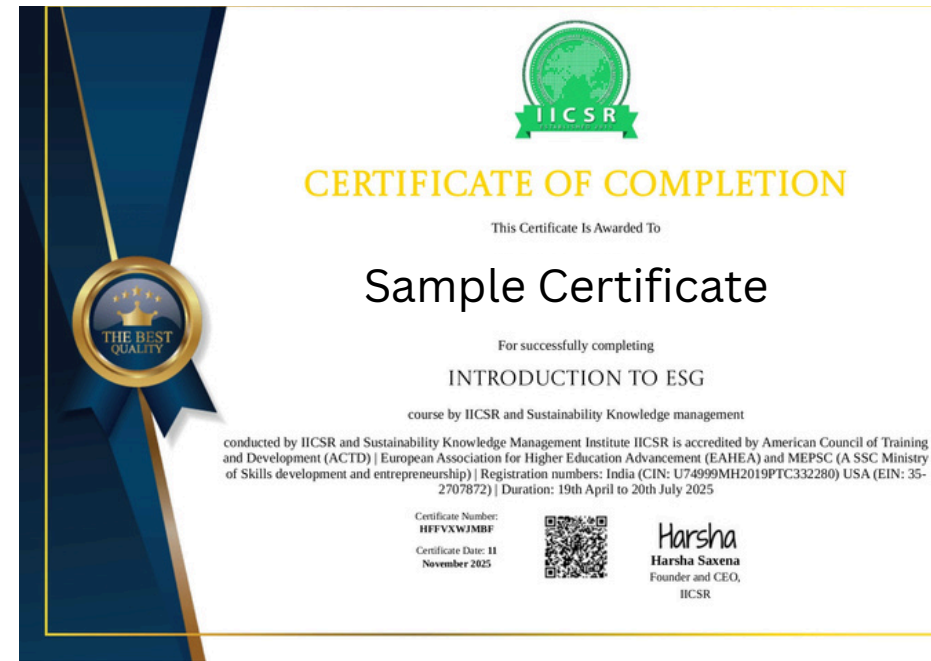 IICSR
CERTIFICATE OF COMPLETION
This Certificate Is Awarded To
Sample Certificate
THE BEST
QUALITY
For successfully completing
INTRODUCTION TO ESG
course by IICSR and Sustainability Knowledge management
conducted by IICSR and Sustainability Knowledge Management Institute IICSR is accredited by American Council of Training
and Development (ACTD) | European Association for Higher Education Advancement (EAHEA) and MEPSC (A SSC Ministry
of Skills development and entrepreneurship) | Registration numbers: India (CIN: U74999MH2019PTC332280) USA (EIN: 35-
2707872) | Duration: 19th April to 20th July 2025
Certificate Number:
HFFVXWJMBF
Certificate Date: 11
November 2025
Harsha
Harsha Saxena
Founder and CEO,
IICSR